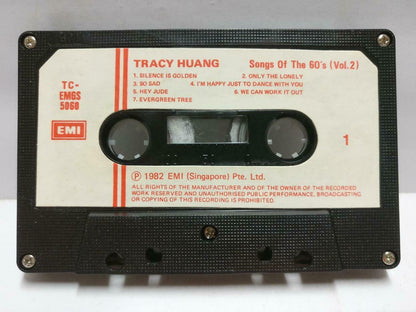 TRACY HUANG
Songs Of The 60's (Vol. 2)
TC-
EMGS
5068
1. SILENCE IS GOLDEN
2. ONLY THE LONELY
3. SO SAD
4. I'M HAPPY JUST TO DANCE WITH YOU
5. HEY JUDE
6. WE CAN WORK IT OUT
7. EVERGREEN TREE
EMI
1
Ⓟ 1982 EMI (Singapore) Pte. Ltd.
ALL RIGHTS OF THE MANUFACTURER AND OF THE OWNER OF THE RECORDED
WORK RESERVED AND UNAUTHORISED PUBLIC PERFORMANCE, BROADCASTING
OR COPYING OF THIS RECORDING IS PROHIBITED.